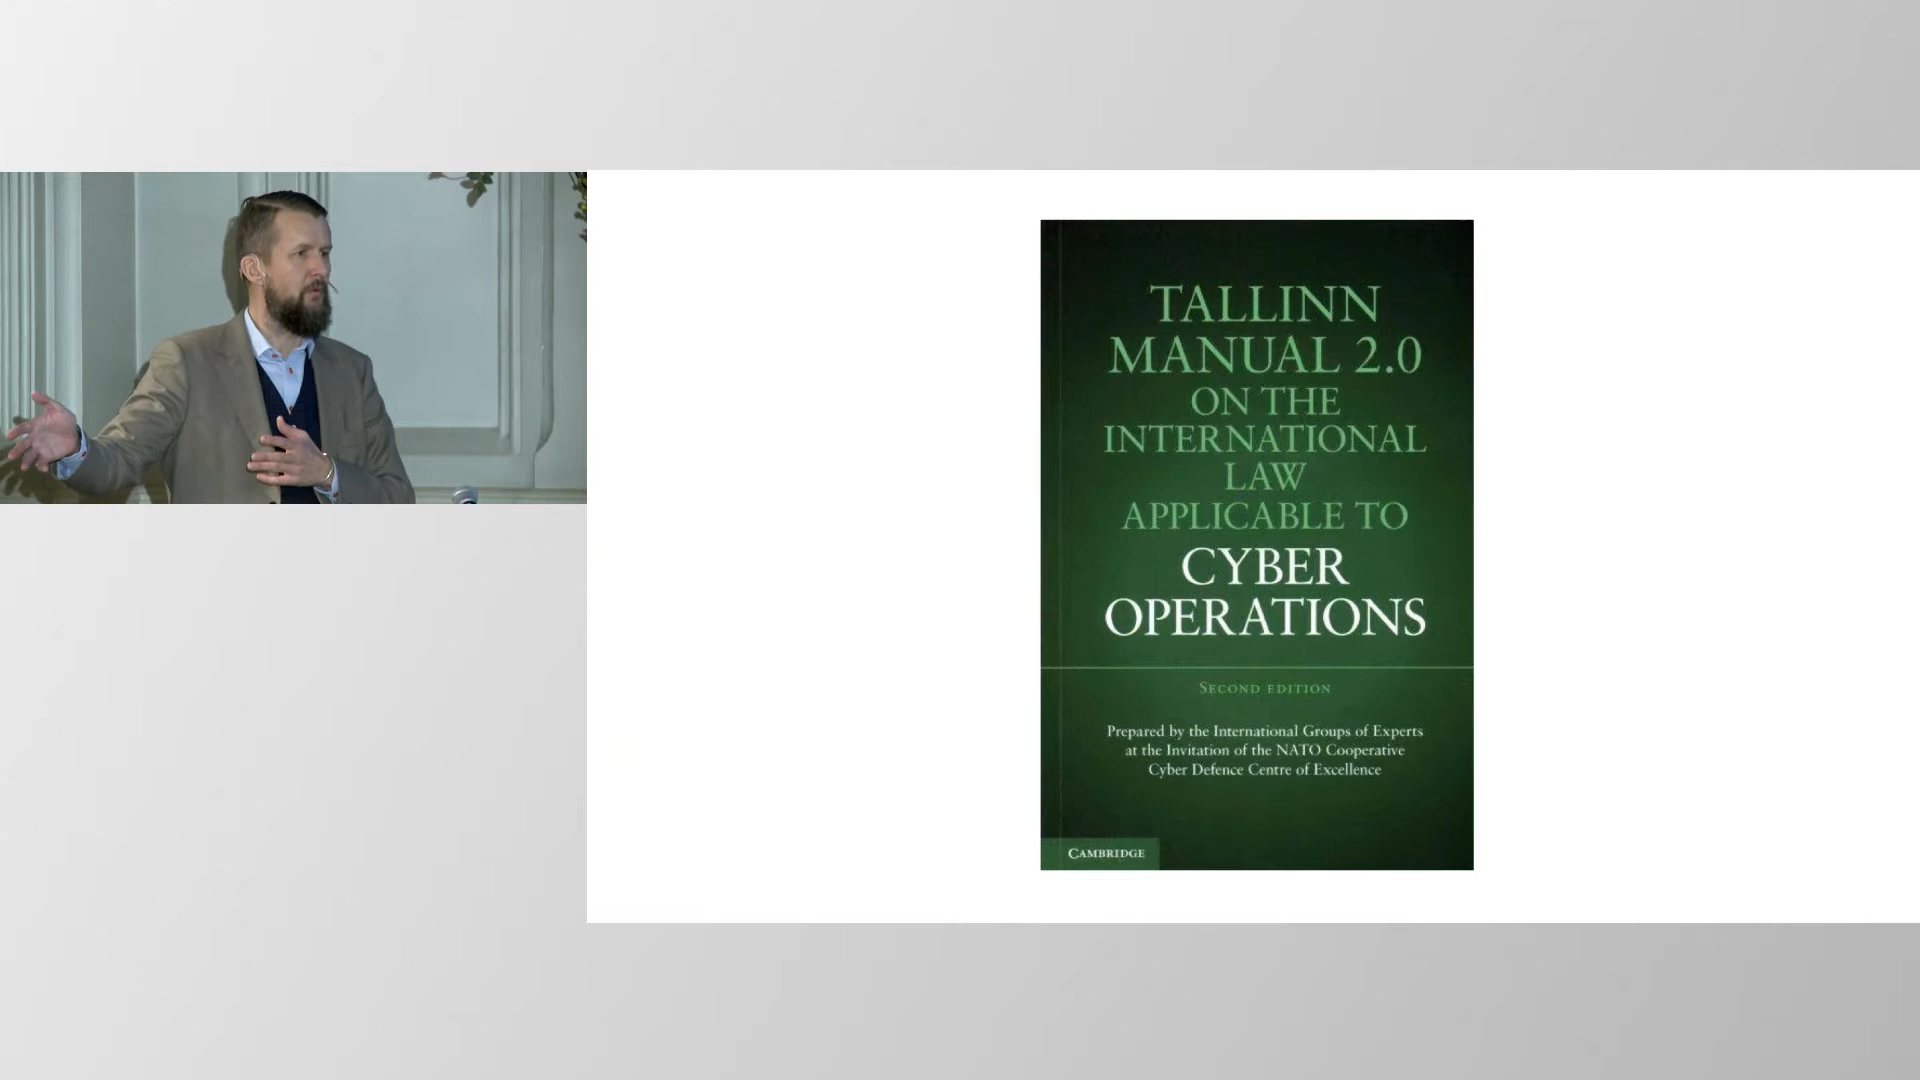 TALLINN
MANUAL 2.0
ON THE
INTERNATIONAL
LAW
APPLICABLE TO
CYBER
OPERATIONS
SECOND EDITION
Prepared by the International Groups of Experts
at the Invitation of the NATO Cooperative
Cyber Defence Centre of Excellence
CAMBRIDGE